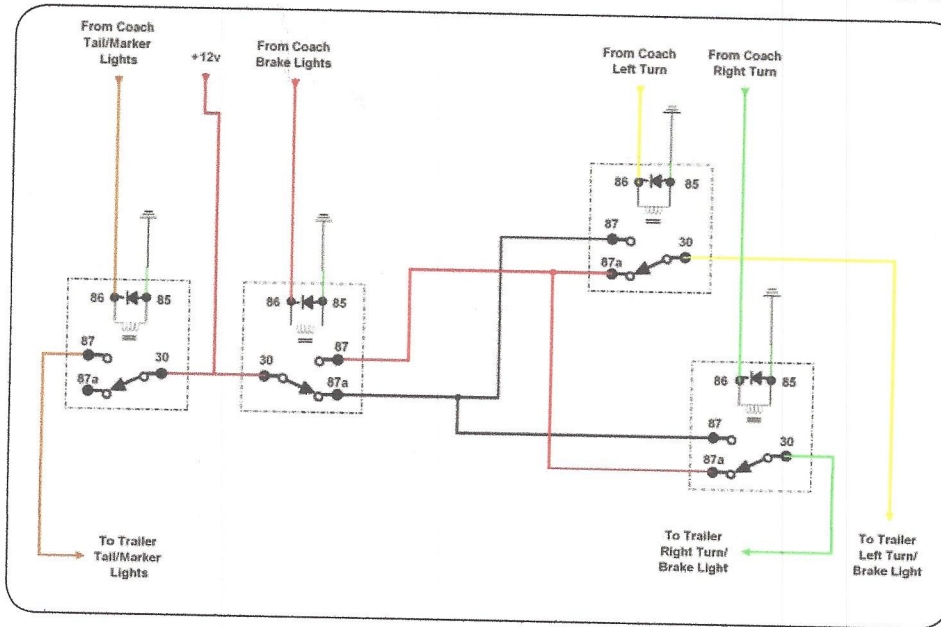 From Coach
Tail/Marker
Lights
+12v
From Coach
Brake Lights
From Coach
Left Turn
From Coach
Right Turn
86
85
87
30
87a
86
85
87
30
87a
86
85
30
87
87a
86
85
87
30
87a
To Trailer
Tail/Marker
Lights
To Trailer
Right Turn/
Brake Light
To Trailer
Left Turn/
Brake Light